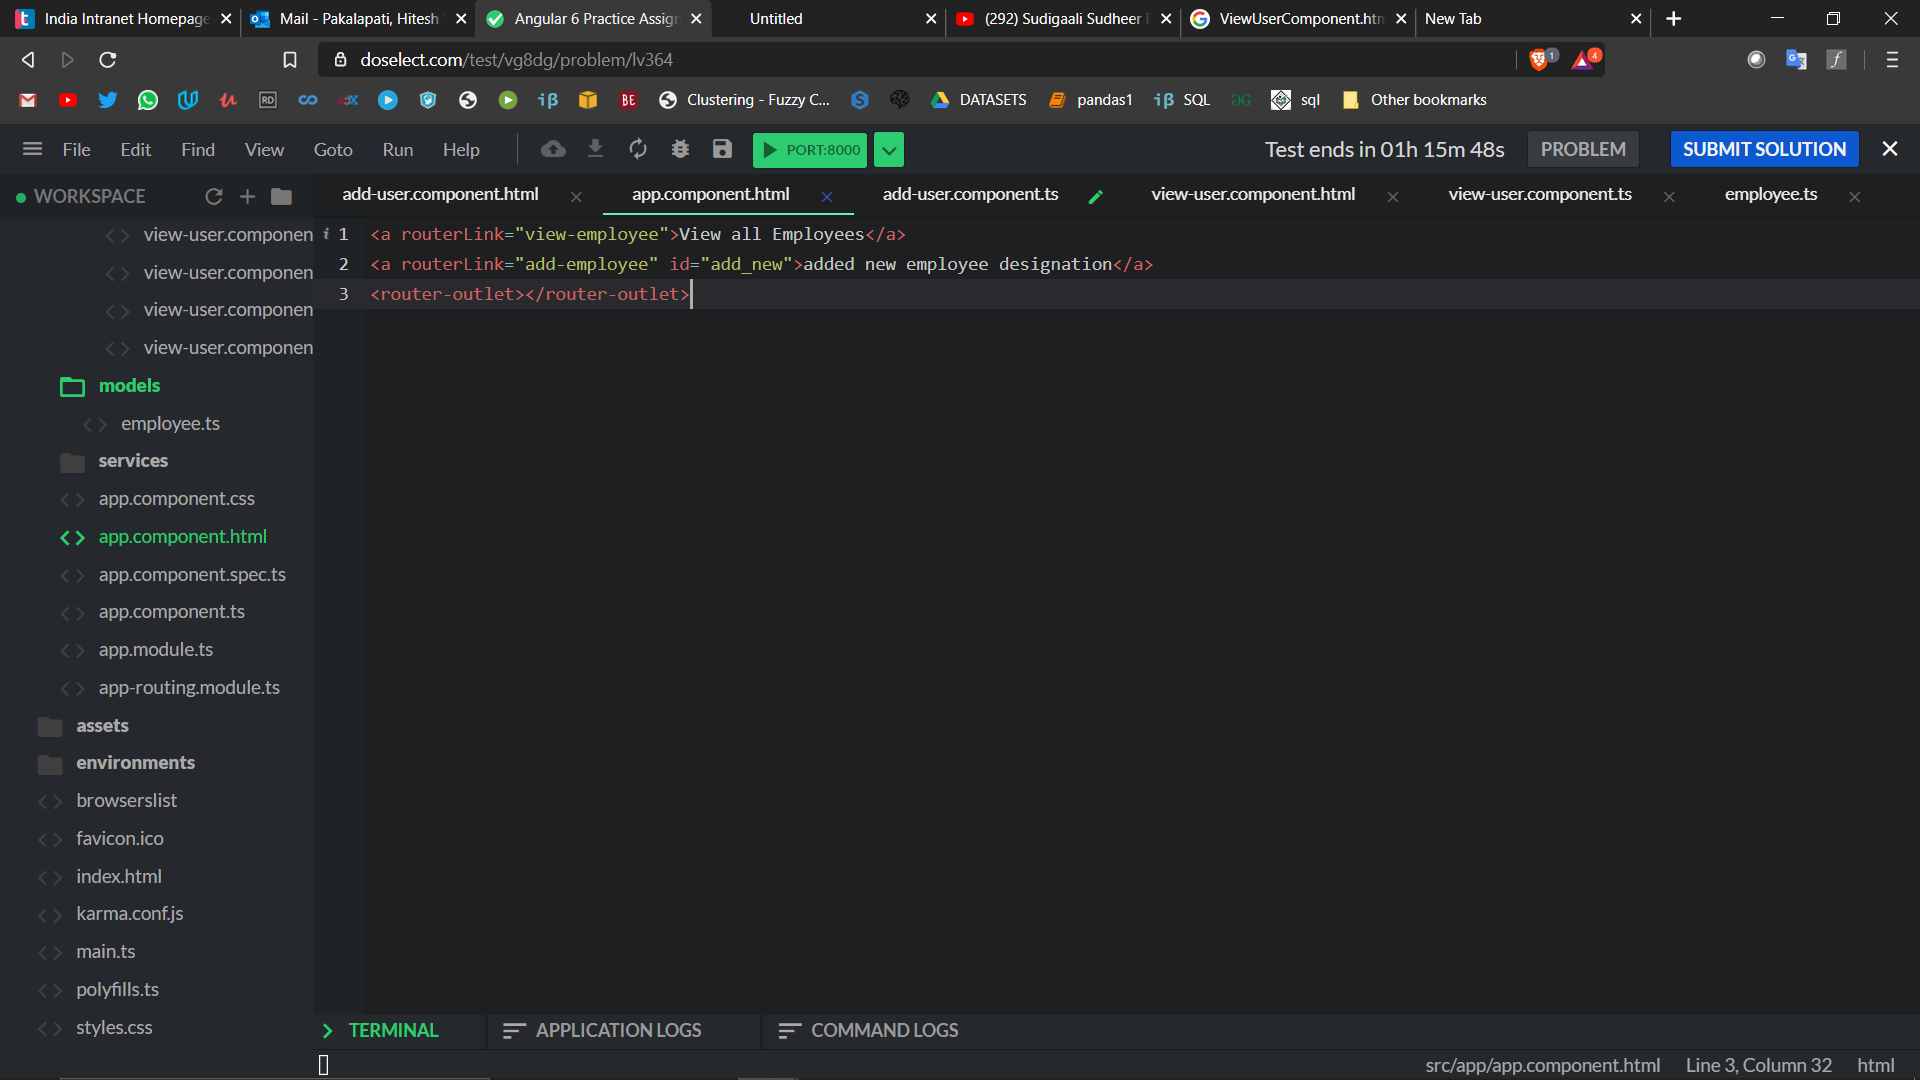 India Intranet Homepage
Mail - Pakalapati, Hitesh
Angular 6 Practice Assign
Untitled
(292) Sudigaali Sudheer
ViewUserComponent.htm
New Tab
doselect.com/test/vg8dg/problem/lv364
1
4
Clustering - Fuzzy C...
DATASETS
pandas1
SQL
sql
Other bookmarks
File Edit Find View Goto Run Help
PORT:8000
Test ends in 01h 15m 48s
PROBLEM
SUBMIT SOLUTION
WORKSPACE
add-user.component.html
app.component.html
add-user.component.ts
view-user.component.html
view-user.component.ts
employee.ts
view-user.componen
view-user.componen
view-user.componen
view-user.componen
models
employee.ts
services
app.component.css
app.component.html
app.component.spec.ts
app.component.ts
app.module.ts
app-routing.module.ts
assets
environments
browserslist
favicon.ico
index.html
karma.conf.js
main.ts
polyfills.ts
styles.css
1 <a routerLink="view-employee">View all Employees</a>
2 <a routerLink="add-employee" id="add_new">added new employee designation</a>
3 <router-outlet></router-outlet>
TERMINAL
APPLICATION LOGS
COMMAND LOGS
src/app/app.component.html
Line 3, Column 32
html